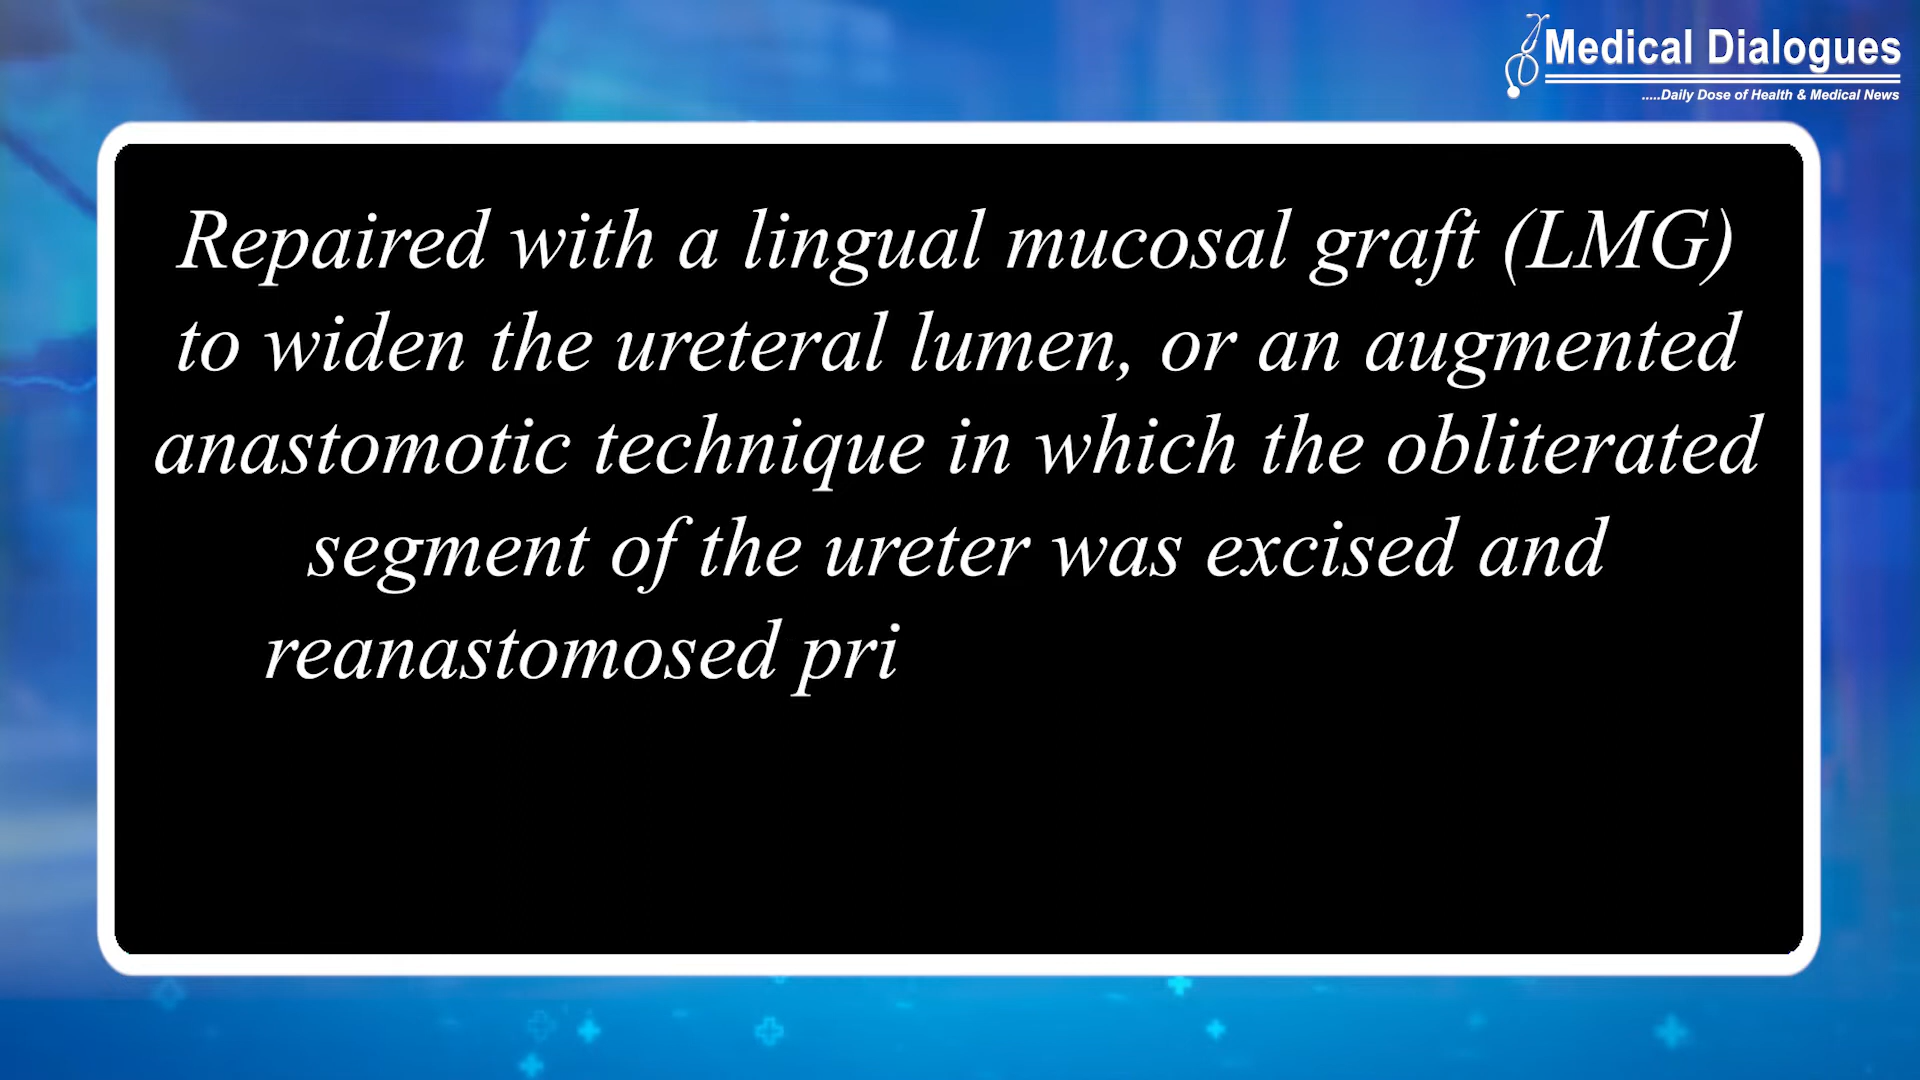 Medical Dialogues
.....Daily Dose of Health & Medical News
Repaired with a lingual mucosal graft (LMG)
to widen the ureteral lumen, or an augmented
anastomotic technique in which the obliterated
segment of the ureter was excised and
reanastomosed pri